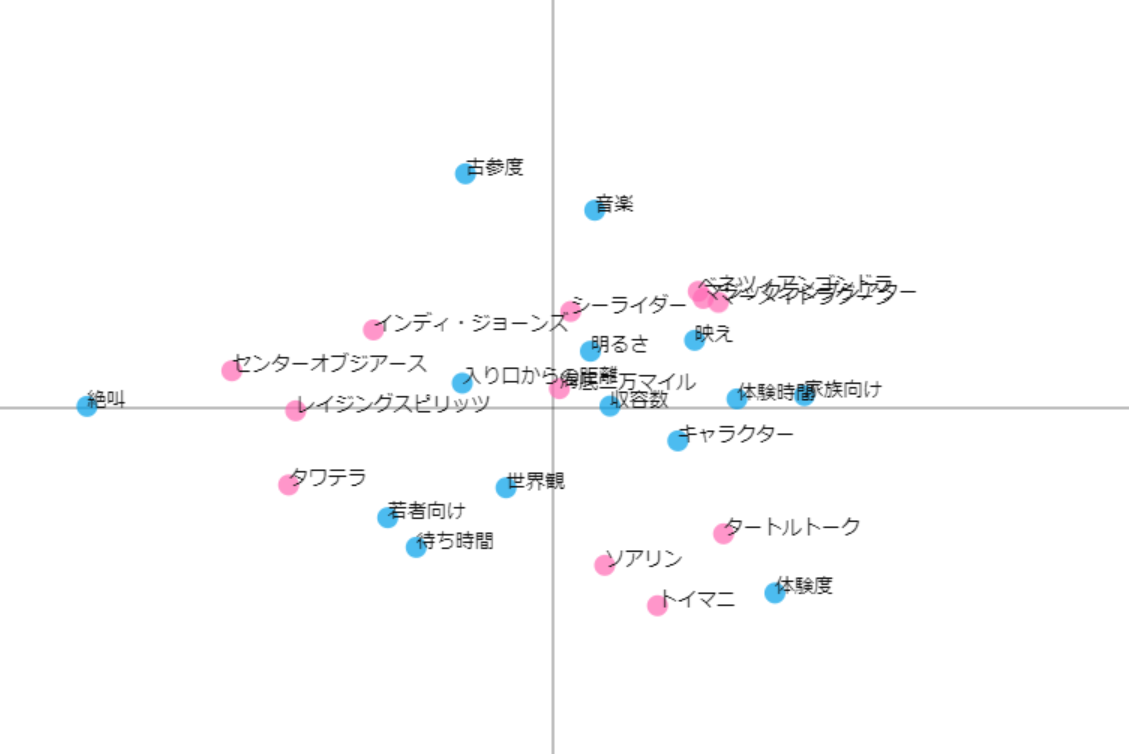 古参度
音楽
ベネツィアンゴンドラ
シーライダー
インディ・ジョーンズ
明るさ
映え
センターオブジアース
入り口からの距離
海底二万マイル
絶叫
レイジングスピリッツ
収容数
体験時間
家族向け
キャラクター
タワテラ
世界観
若者向け
待ち時間
タートルトーク
ソアリン
トイマニ
体験度